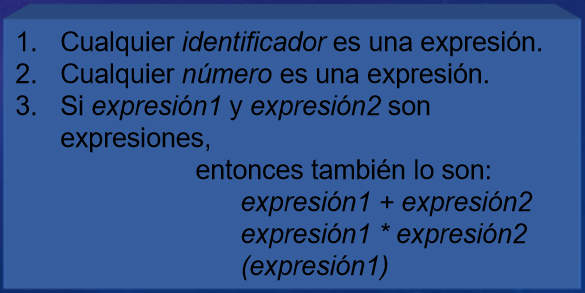 1. Cualquier identificador es una expresión.
2. Cualquier número es una expresión.
3. Si expresión1 y expresión2 son
expresiones,
entonces también lo son:
expresión1 + expresión2
expresión1 * expresión2
(expresión1)